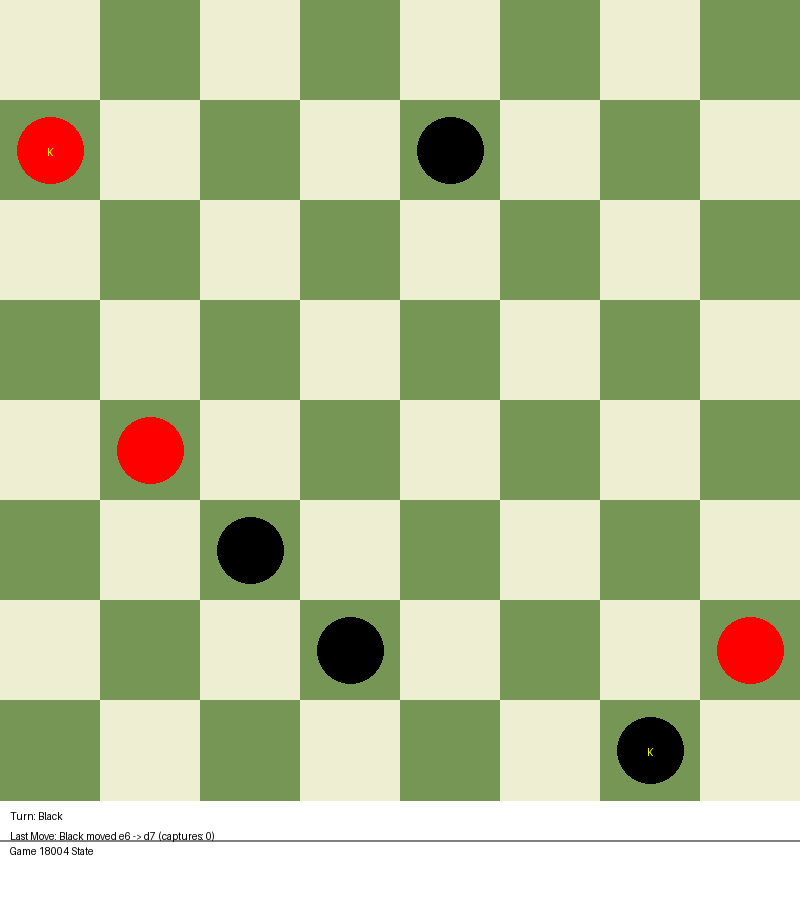 K
K
Turn: Black
Last Move: Black moved e6 -> d7 (captures: 0)
Game 18004 State